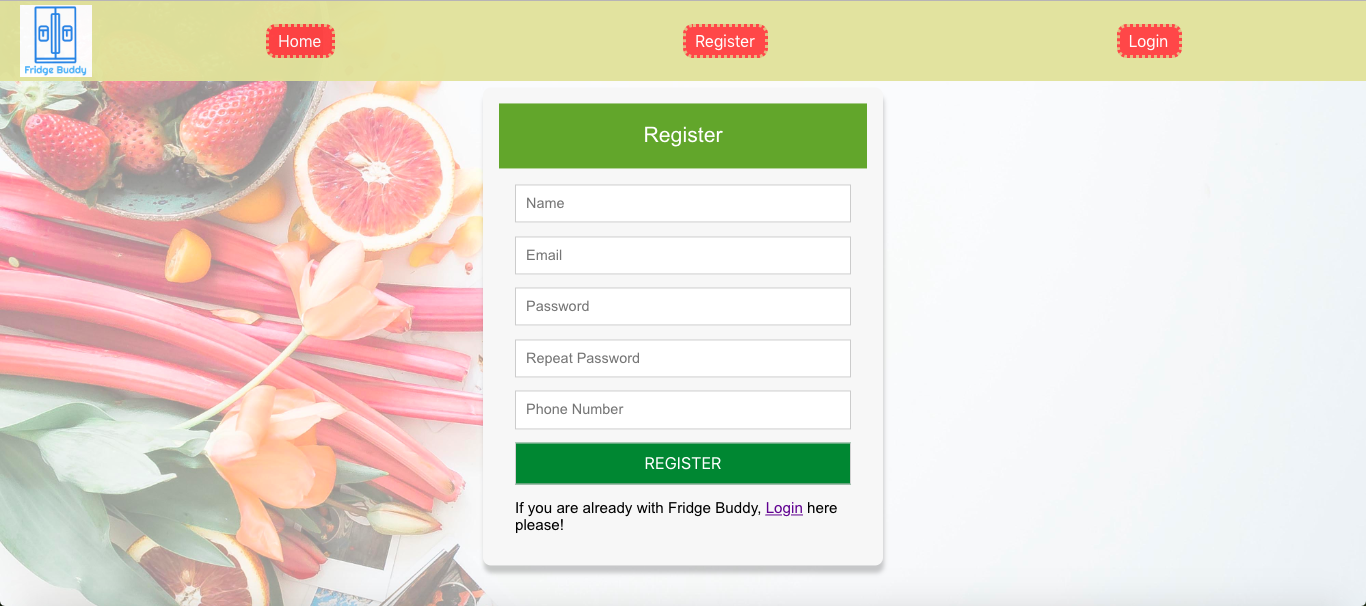 Fridge Buddy
Home
Register
Login
Register
Name
Email
Password
Repeat Password
Phone Number
REGISTER
If you are already with Fridge Buddy, Login here
please!